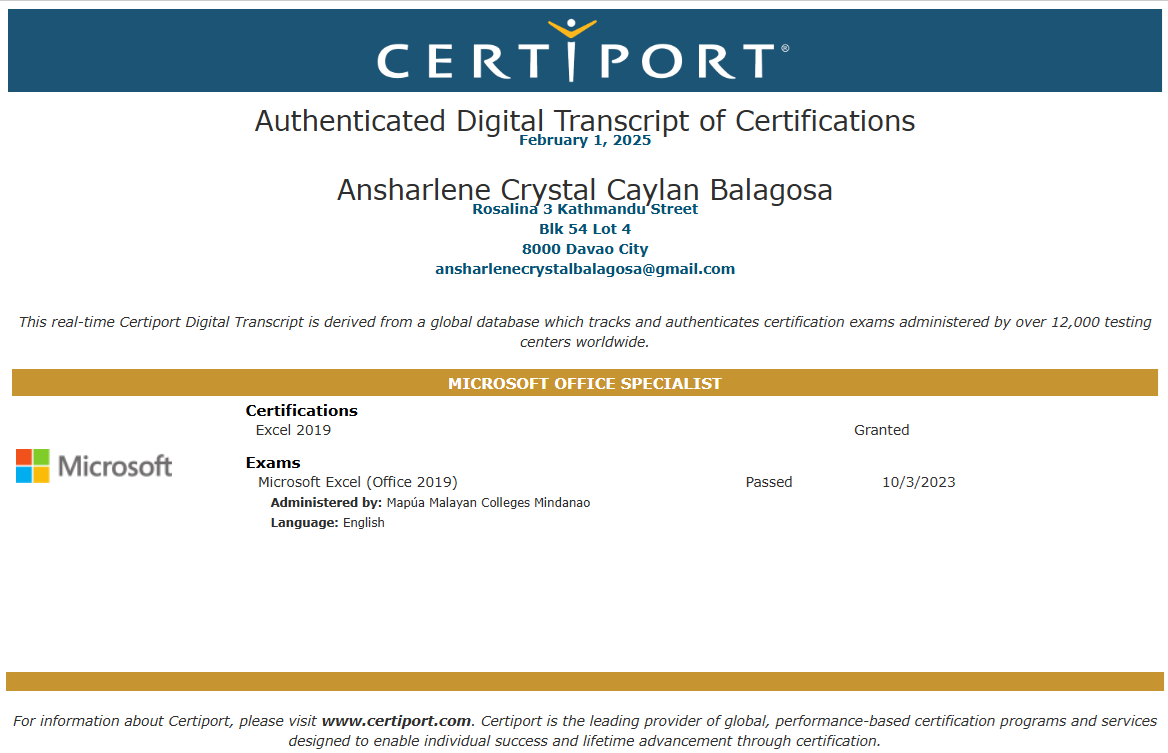 CERTIPORT®
Authenticated Digital Transcript of Certifications
February 1, 2025
Ansharlene Crystal Caylan Balagosa
Rosalina 3 Kathmandu Street
Blk 54 Lot 4
8000 Davao City
ansharlenecrystalbalagosa@gmail.com
This real-time Certiport Digital Transcript is derived from a global database which tracks and authenticates certification exams administered by over 12,000 testing
centers worldwide.
MICROSOFT OFFICE SPECIALIST
Certifications
Excel 2019 Granted
Microsoft
Exams
Microsoft Excel (Office 2019) Passed 10/3/2023
Administered by: Mapúa Malayan Colleges Mindanao
Language: English
For information about Certiport, please visit www.certiport.com. Certiport is the leading provider of global, performance-based certification programs and services
designed to enable individual success and lifetime advancement through certification.